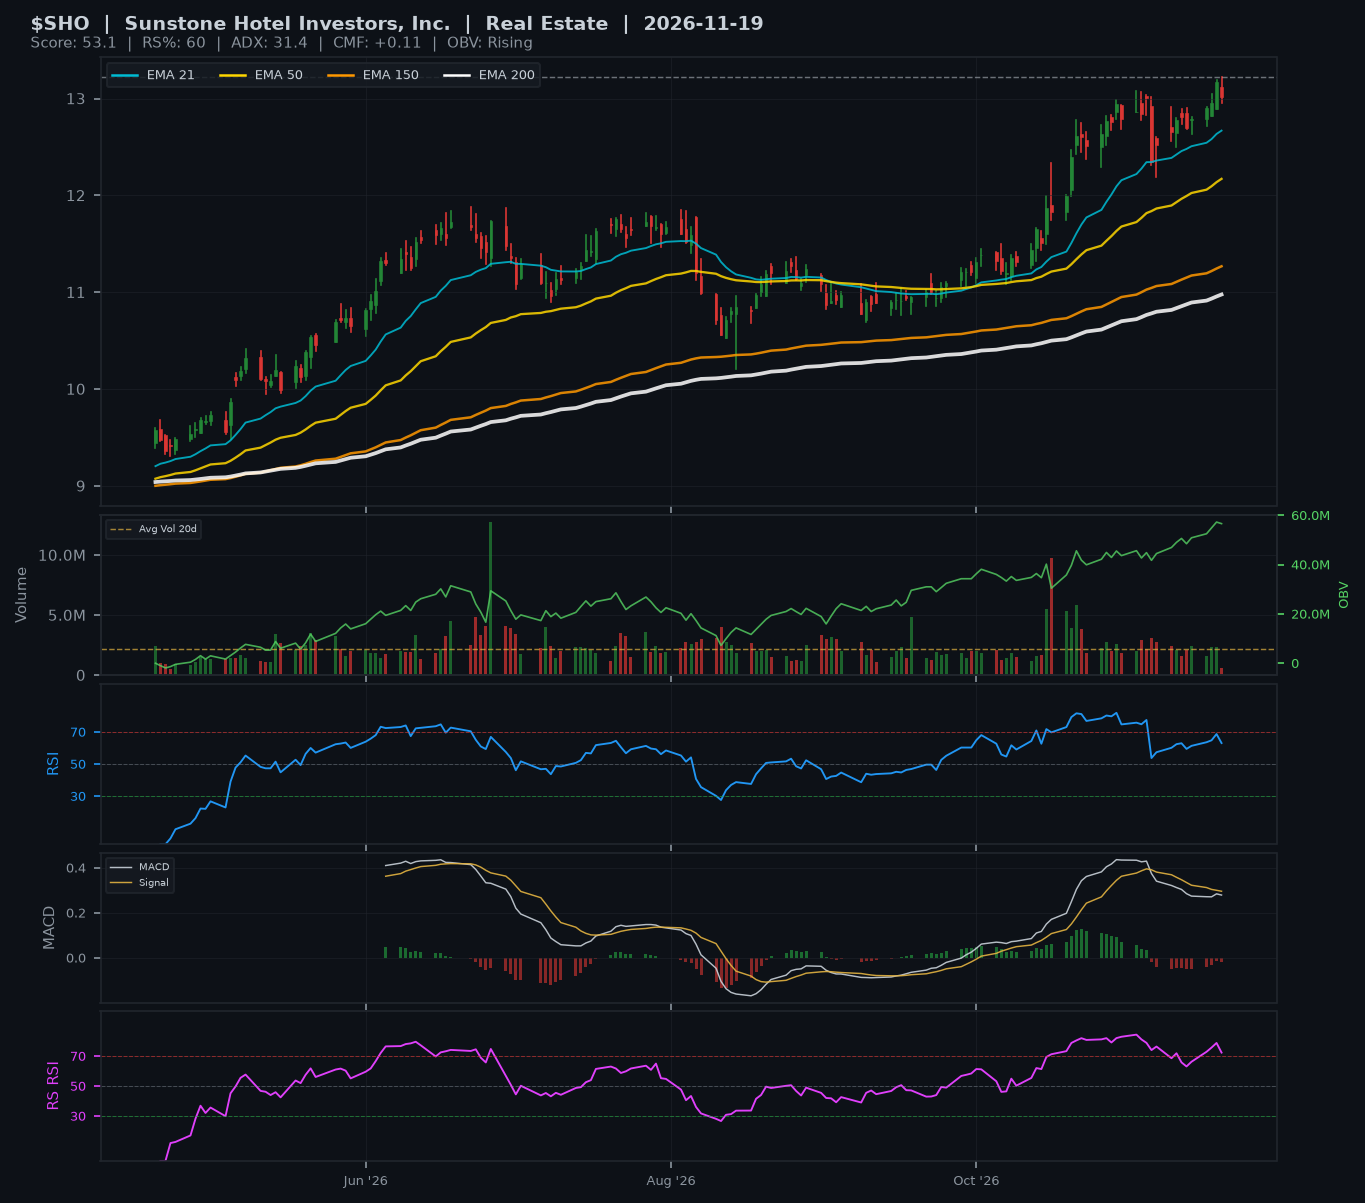 $SHO | Sunstone Hotel Investors, Inc. | Real Estate | 2026-11-19
Score: 53.1 | RS%: 60 | ADX: 31.4 | CMF: +0.11 | OBV: Rising
EMA 21 EMA 50 EMA 150 EMA 200
13
12
11
10
9
Avg Vol 20d
Volume
10.0M
5.0M
0
60.0M
40.0M
20.0M
0
OBV
RSI
70
50
30
MACD
Signal
MACD
0.4
0.2
0.0
RS RSI
70
50
30
Jun '26 Aug '26 Oct '26